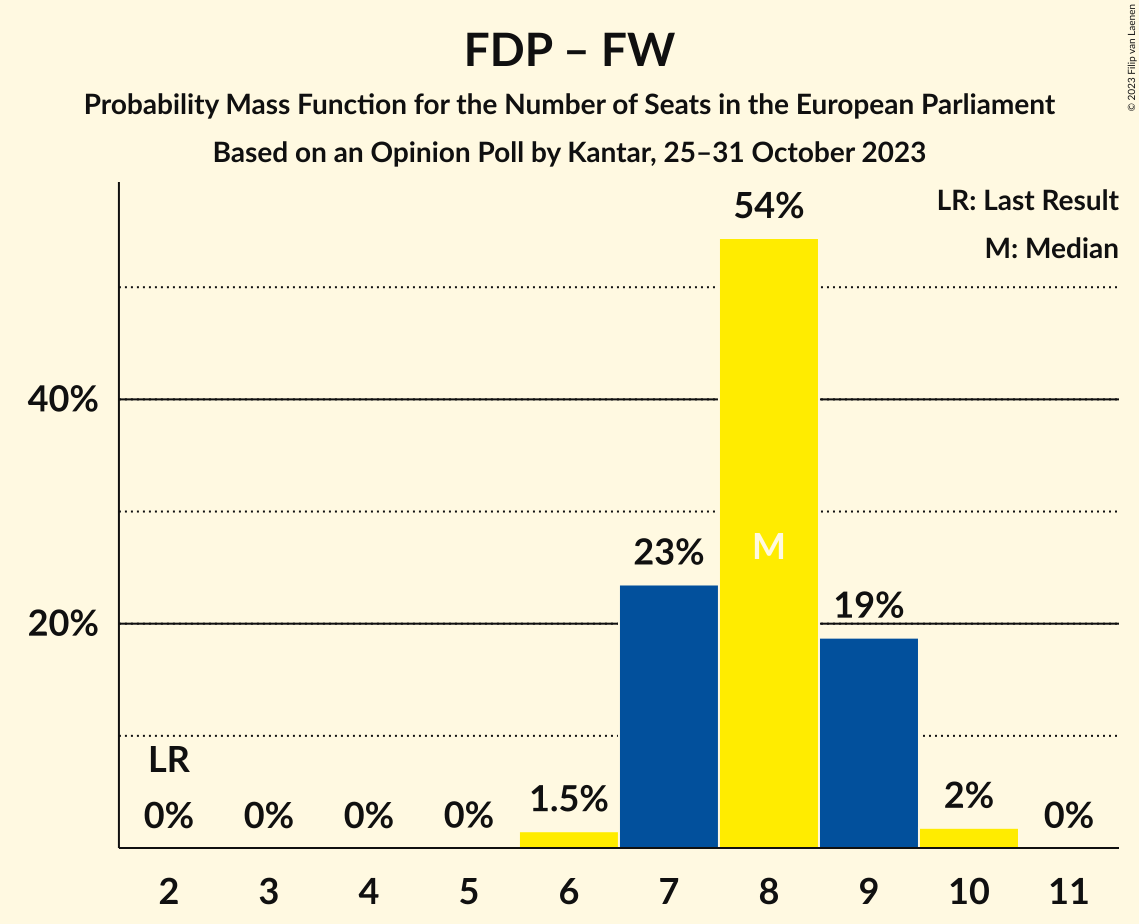 FDP – FW
Probability Mass Function for the Number of Seats in the European Parliament
Based on an Opinion Poll by Kantar, 25–31 October 2023
© 2023 Filip van Laenen
LR: Last Result
M: Median
40%
20%
LR
0%
0%
0%
0%
1.5%
23%
54%
M
19%
2%
0%
2
3
4
5
6
7
8
9
10
11